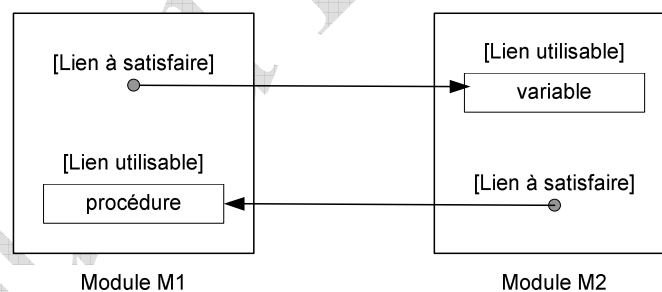 [Lien à satisfaire]
[Lien utilisable]
procédure
Module M1
[Lien utilisable]
variable
[Lien à satisfaire]
Module M2